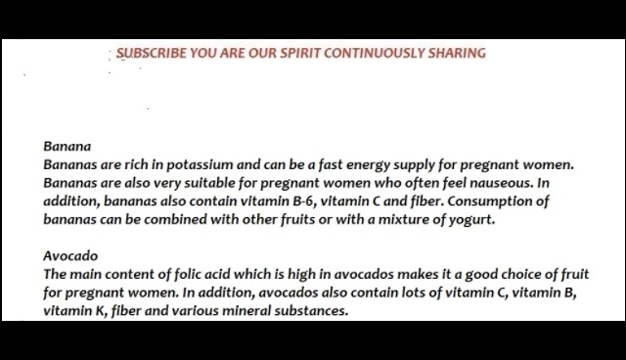 SUBSCRIBE YOU ARE OUR SPIRIT CONTINUOUSLY SHARING
Banana
Bananas are rich in potassium and can be a fast energy supply for pregnant women.
Bananas are also very suitable for pregnant women who often feel nauseous. In
addition, bananas also contain vitamin B-6, vitamin C and fiber. Consumption of
bananas can be combined with other fruits or with a mixture of yogurt.
Avocado
The main content of folic acid which is high in avocados makes it a good choice of fruit
for pregnant women. In addition, avocados also contain lots of vitamin C, vitamin B,
vitamin K, fiber and various mineral substances.